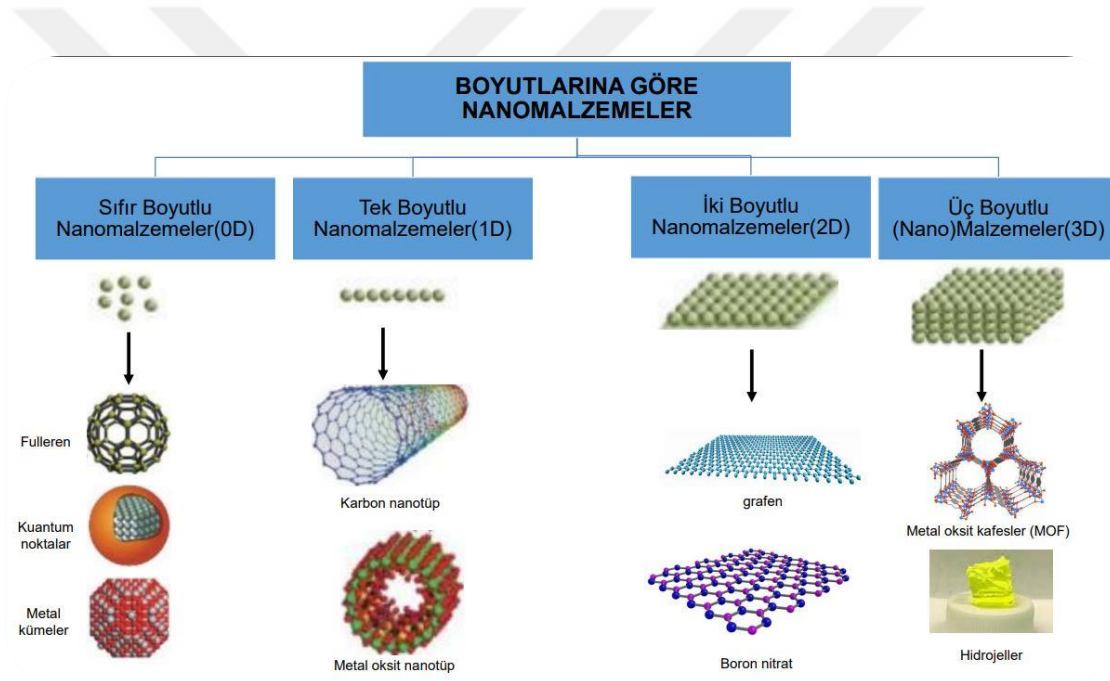 BOYUTLARINA GÖRE
NANOMALZEMELER
Sıfır Boyutlu
Nanomalzemeler(0D)
Tek Boyutlu
Nanomalzemeler(1D)
İki Boyutlu
Nanomalzemeler(2D)
Üç Boyutlu
(Nano)Malzemeler(3D)
Fulleren
Kuantum
noktalar
Metal
kümeler
Karbon nanotüp
Metal oksit nanotüp
grafen
Boron nitrat
Metal oksit kafesler (MOF)
Hidrojeller